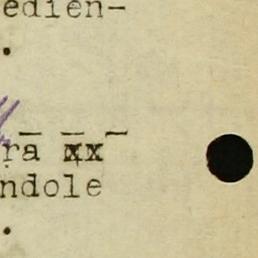 edien-
.
ra xx
ndole
.